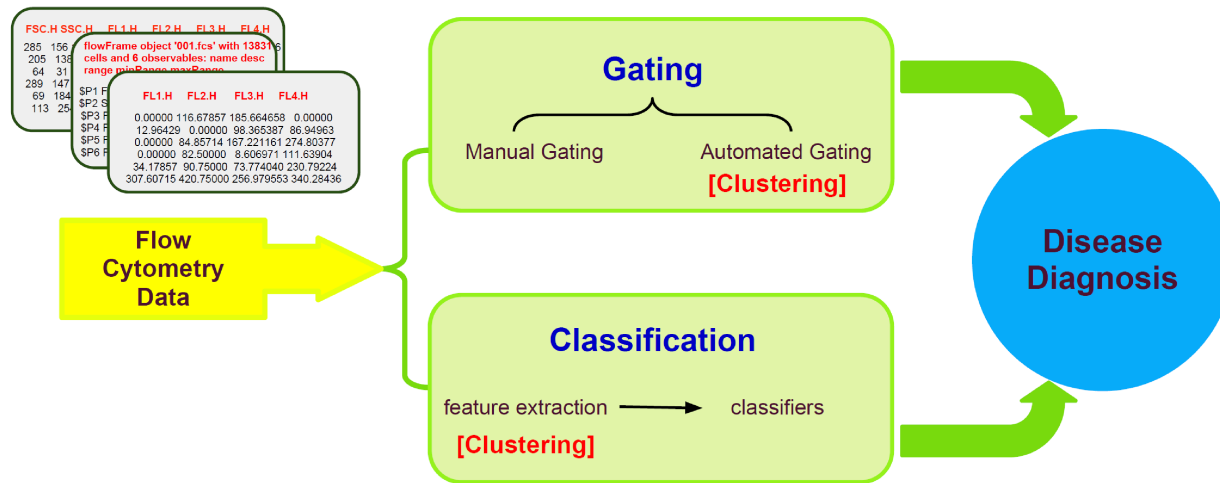 FSC.H SSC.H FL1.H FL2.H FL3.H FL4.H
285 156
205 138
64 31
289 147
69 184
113 254
flowFrame object '001.fcs' with 13831
cells and 6 observables: name desc
range minRange maxRange
$P1 F
$P2 S
$P3 F
$P4 F
$P5 F
$P6 F
FL1.H FL2.H FL3.H FL4.H
0.00000 116.67857 185.664658 0.00000
12.96429 0.00000 98.365387 86.94963
0.00000 84.85714 167.221161 274.80377
0.00000 82.50000 8.606971 111.63904
34.17857 90.75000 73.774040 230.79224
307.60715 420.75000 256.979553 340.28436
Flow
Cytometry
Data
Gating
Manual Gating Automated Gating
[Clustering]
Classification
feature extraction classifiers
[Clustering]
Disease
Diagnosis